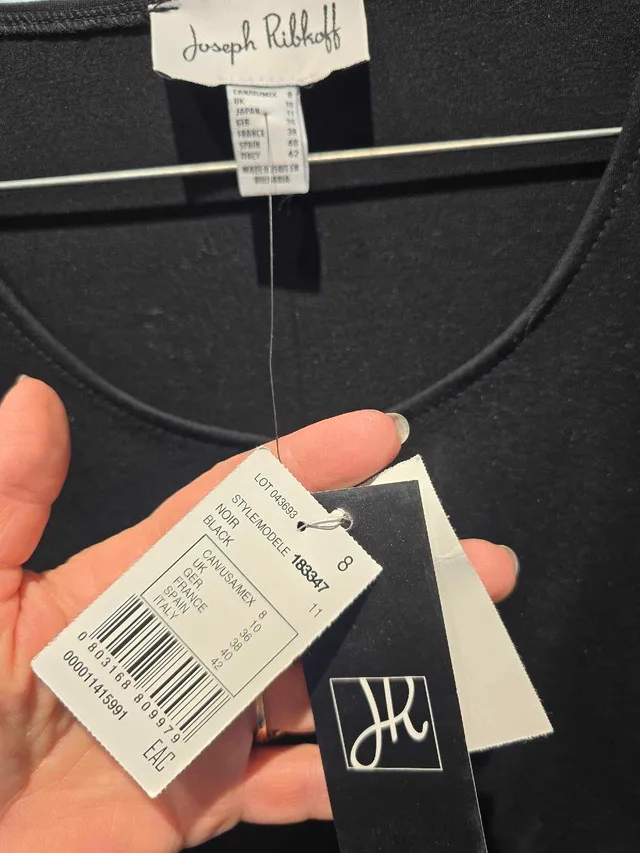 Joseph Ribkoff
CAN/US/MEX 8
UK 10
JAPAN 11
GER 36
FRANCE 38
SPAIN 40
ITALY 42
LOT 043693
STYLE/MODELE 183347
NOIR
BLACK
8
11
CAN/USA/MEX 8
UK 10
GER 36
FRANCE 38
SPAIN 40
ITALY 42
0 803168 809979
000011415991
EAC
JR